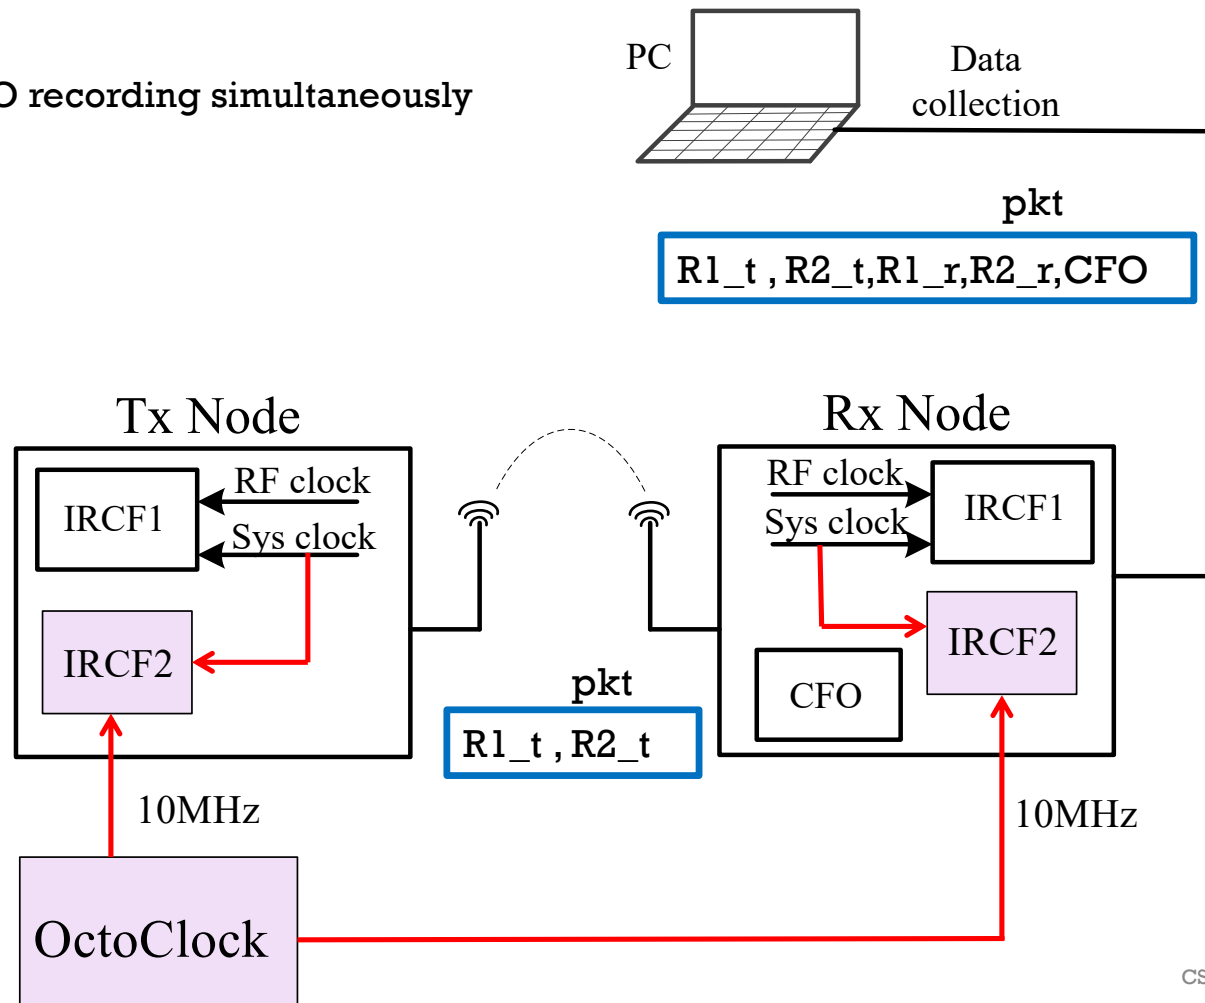 PC
Data
collection
O recording simultaneously
pkt
R1_t , R2_t,R1_r,R2_r,CFO
Tx Node
Rx Node
RF clock
IRCF1
Sys clock
IRCF2
RF clock
IRCF1
Sys clock
IRCF2
CFO
pkt
R1_t , R2_t
10MHz
10MHz
OctoClock
CS